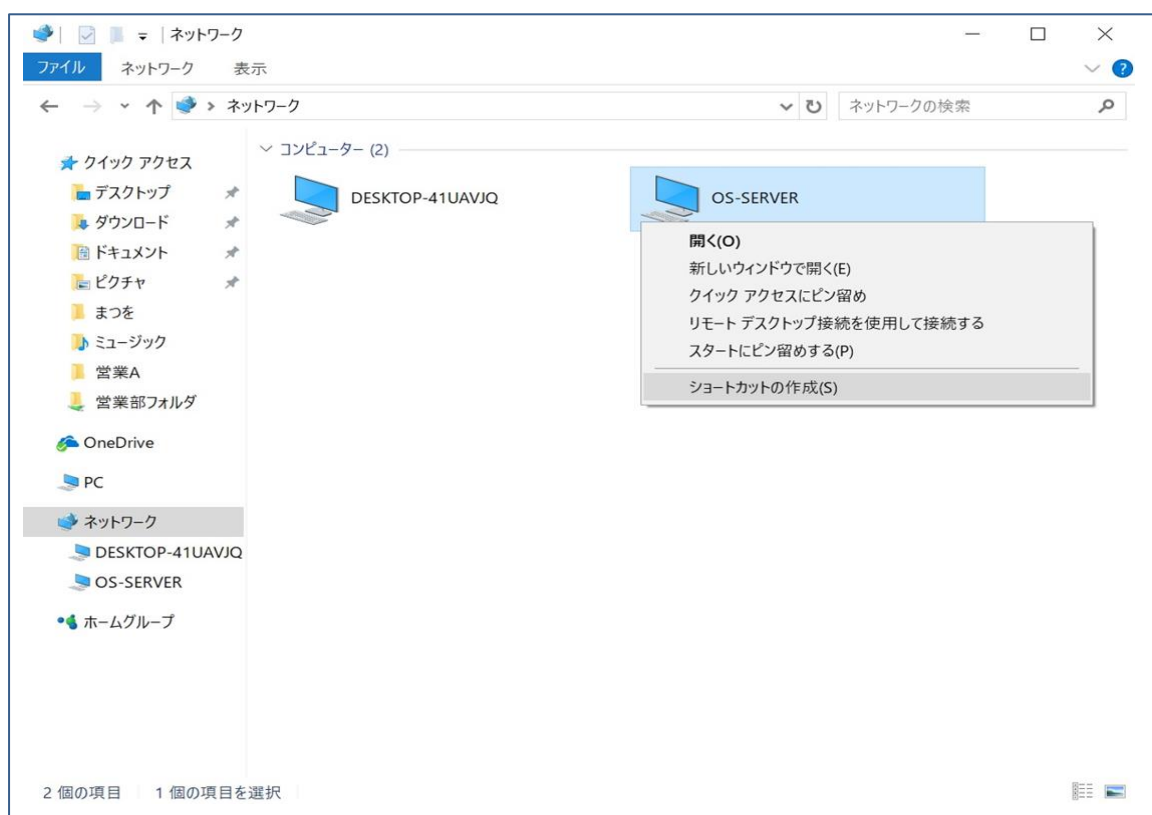 ネットワーク
ファイル ネットワーク 表示
ネットワーク ネットワークの検索
クイック アクセス
デスクトップ
ダウンロード
ドキュメント
ピクチャ
まつを
ミュージック
営業A
営業部フォルダ
OneDrive
PC
ネットワーク
DESKTOP-41UAVJQ
OS-SERVER
ホームグループ
コンピューター (2)
DESKTOP-41UAVJQ OS-SERVER
開く(O)
新しいウィンドウで開く(E)
クイック アクセスにピン留め
リモート デスクトップ接続を使用して接続する
スタートにピン留めする(P)
ショートカットの作成(S)
2 個の項目 1 個の項目を選択